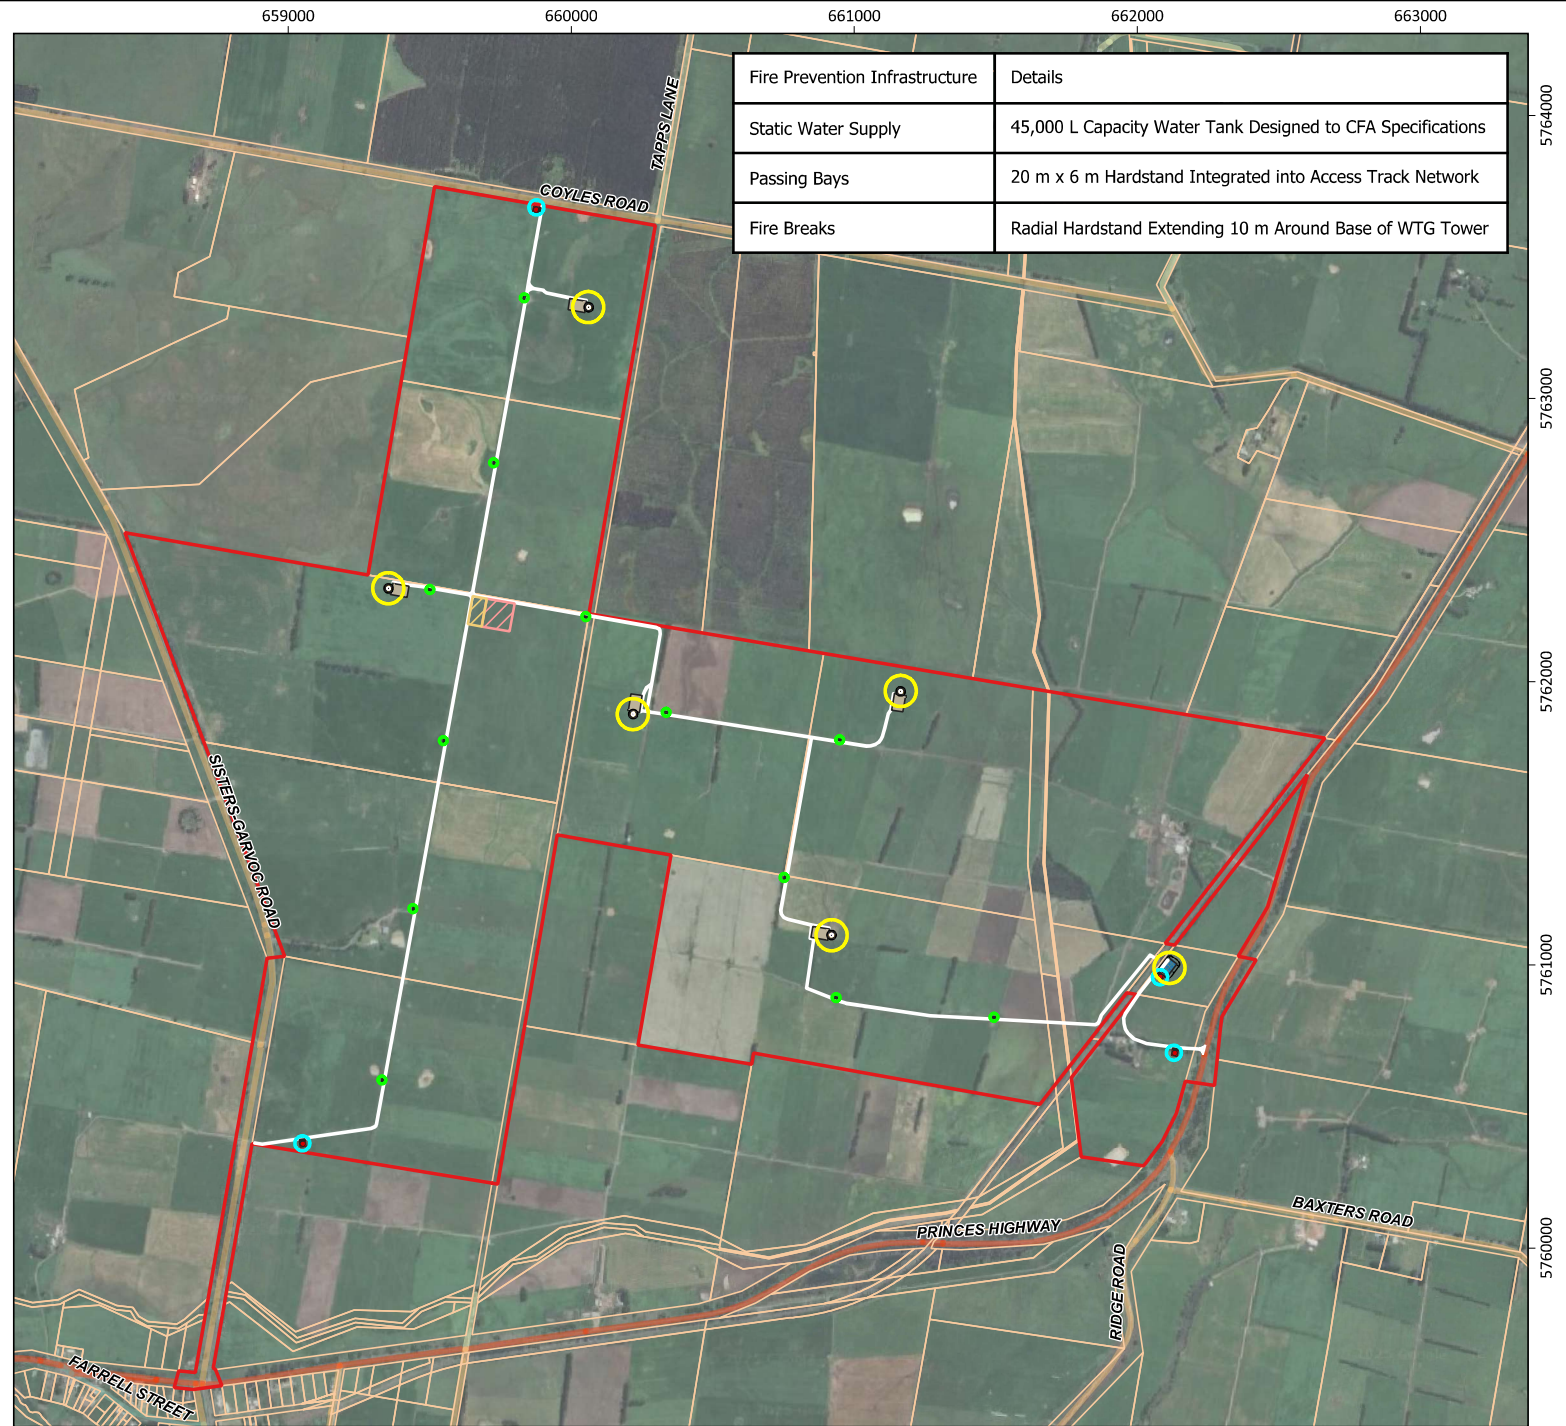 659000
660000
661000
662000
663000
Fire Prevention Infrastructure
Details
Static Water Supply
45,000 L Capacity Water Tank Designed to CFA Specifications
Passing Bays
20 m x 6 m Hardstand Integrated into Access Track Network
Fire Breaks
Radial Hardstand Extending 10 m Around Base of WTG Tower
TAPPS LANE
COYLES ROAD
5764000
5763000
5762000
SISTERS-GARVOC ROAD
5761000
PRINCES HIGHWAY
BAXTERS ROAD
RIDGE ROAD
5760000
FARRELL STREET